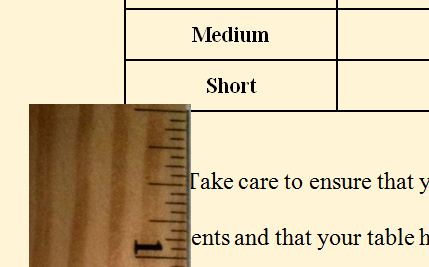 Medium
Short
Take care to ensure that y
ents and that your table h
1